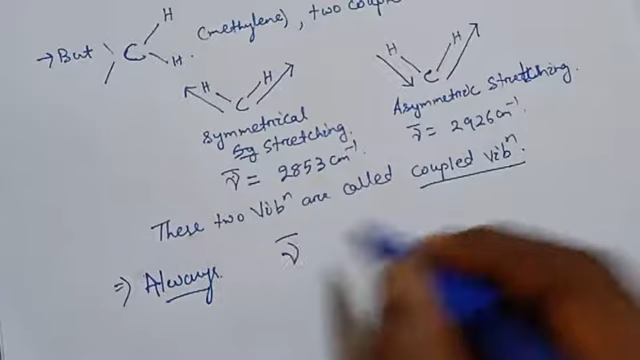 → But C H H (methylene), two couple
H C H H C H
Symmetrical Asymmetric stretching.
Sy stretching. ν̅ = 2926 cm⁻¹.
ν̅ = 2853 cm⁻¹.
These two Vibⁿ are called coupled vibⁿ.
⇒ Always ν̅